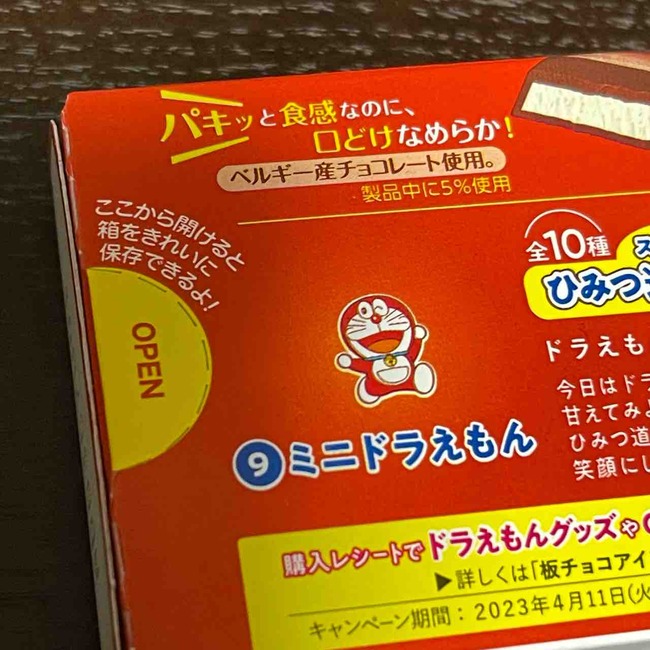 パキッと食感なのに、
口どけなめらか！
ベルギー産チョコレート使用。
製品中に5%使用
ここから開けると
箱をきれいに
保存できるよ！
OPEN
全10種
ひみつ
ドラえも
今日はド
甘えてみ
ひみつ道
笑顔にし
⑨ミニドラえもん
購入レシートでドラえもんグッズや
▶詳しくは「板チョコアイ
キャンペーン期間：2023年4月11日(火